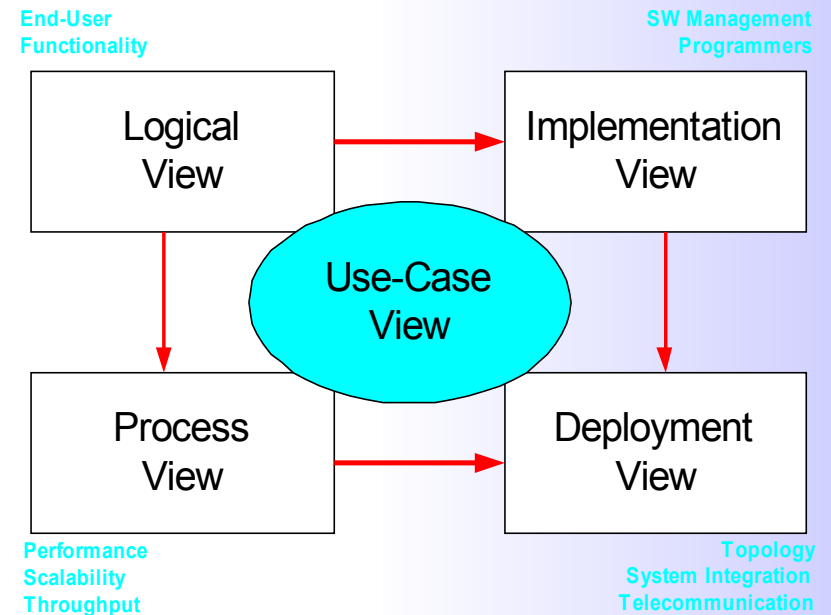 End-User
Functionality
SW Management
Programmers
Logical
View
Implementation
View
Use-Case
View
Process
View
Deployment
View
Performance
Scalability
Throughput
Topology
System Integration
Telecommunication